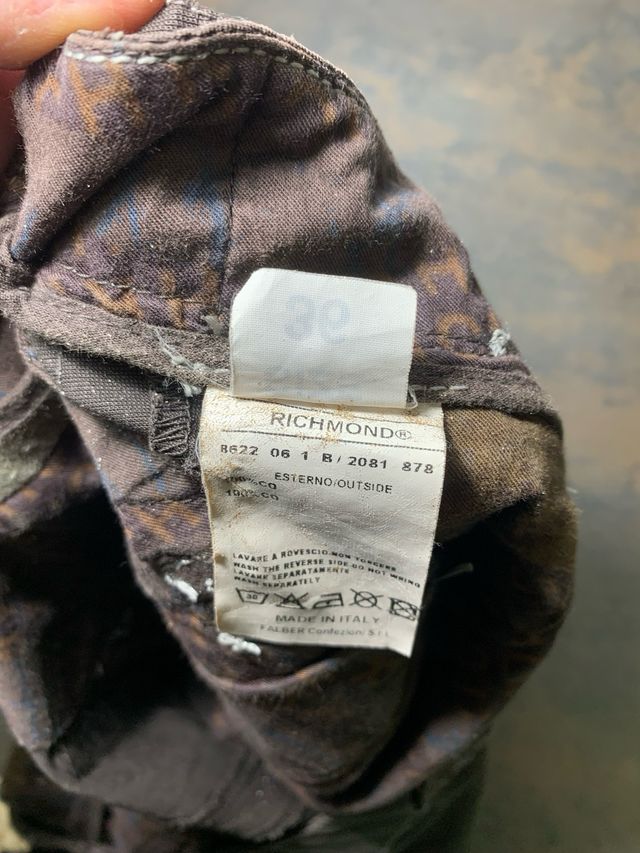 36
RICHMOND®
8622 06 1 B/2081 878
ESTERNO/OUTSIDE
100%CO
100%CO
LAVARE A ROVESCIO-NON TORCERE
WASH THE REVERSE SIDE-DO NOT WRING
LAVARE SEPARATAMENTE
WASH SEPARATELY
30
MADE IN ITALY
FALBER Confezioni S.r.l.